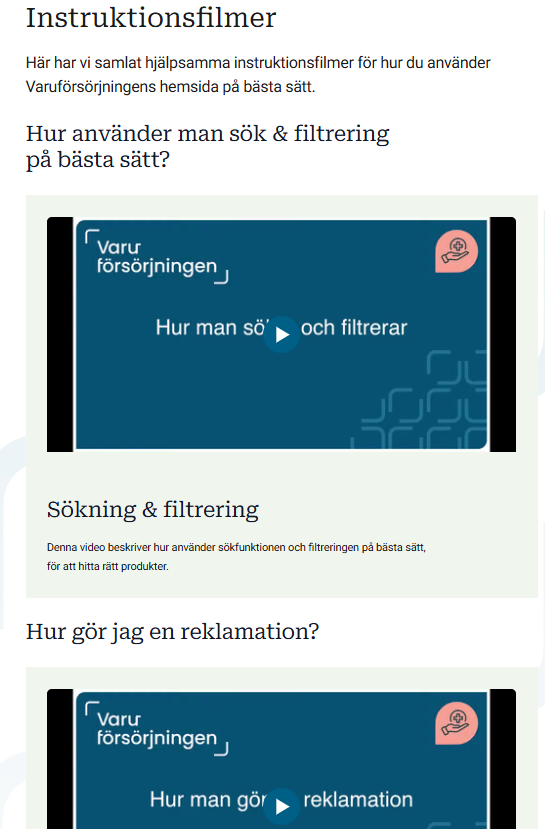 Instruktionsfilmer
Här har vi samlat hjälpsamma instruktionsfilmer för hur du använder
Varuförsörjningens hemsida på bästa sätt.
Hur använder man sök & filtrering
på bästa sätt?
Varu
försörjningen
Hur man sö och filtrerar
Sökning & filtrering
Denna video beskriver hur använder sökfunktionen och filtreringen på bästa sätt,
för att hitta rätt produkter.
Hur gör jag en reklamation?
Varu
försörjningen
Hur man gör reklamation